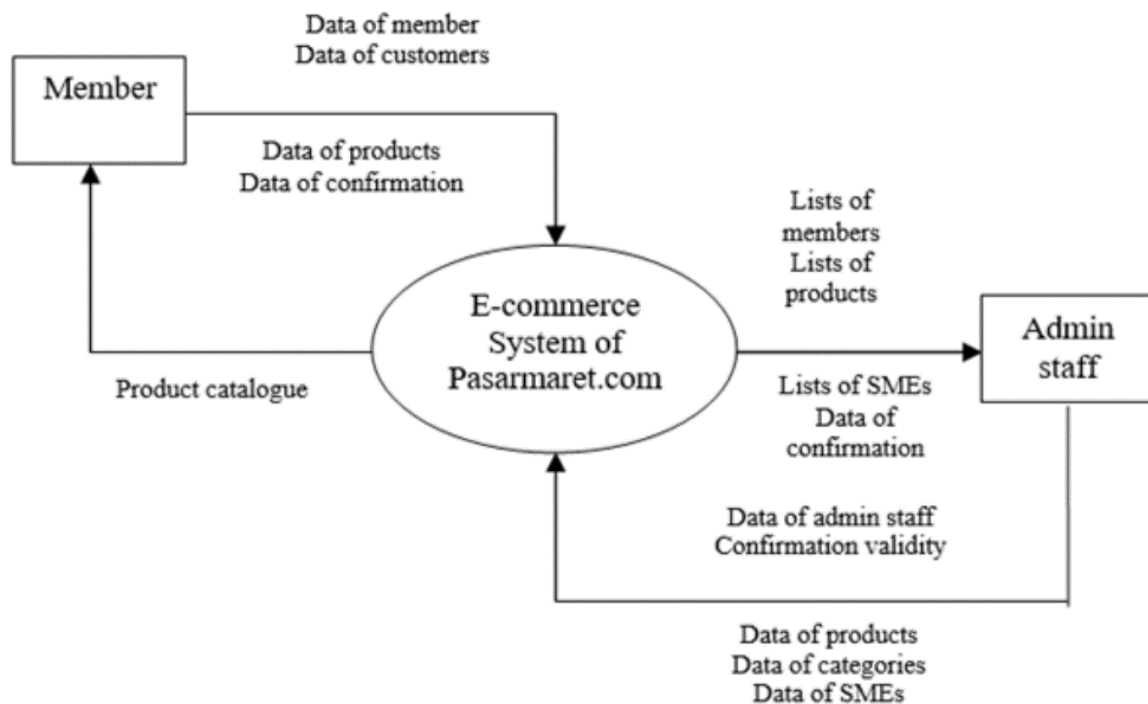 Data of member
Data of customers
Member
Data of products
Data of confirmation
Lists of
members
Lists of
products
E-commerce
System of
Pasarmaret.com
Admin
staff
Product catalogue
Lists of SMEs
Data of
confirmation
Data of admin staff
Confirmation validity
Data of products
Data of categories
Data of SMEs